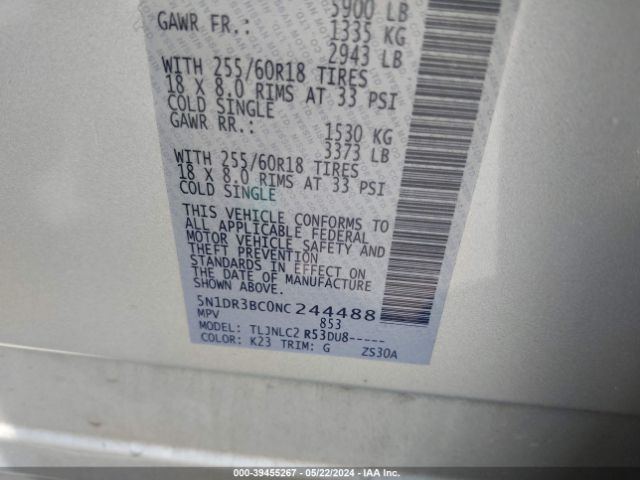 5900 LB
GAWR FR.: 1335 KG
2943 LB
WITH 255/60R18 TIRES
18 X 8.0 RIMS AT 33 PSI
COLD SINGLE
GAWR RR.: 1530 KG
3373 LB
WITH 255/60R18 TIRES
18 X 8.0 RIMS AT 33 PSI
COLD SINGLE
THIS VEHICLE CONFORMS TO
ALL APPLICABLE FEDERAL
MOTOR VEHICLE SAFETY AND
THEFT PREVENTION
STANDARDS IN EFFECT ON
THE DATE OF MANUFACTURE
SHOWN ABOVE.
5N1DR3BC0NC 244488
MPV 853
MODEL: TLJNLC2 R53DU8-----
COLOR: K23 TRIM: G ZS30A
000-39455267 - 05/22/2024 - IAA Inc.